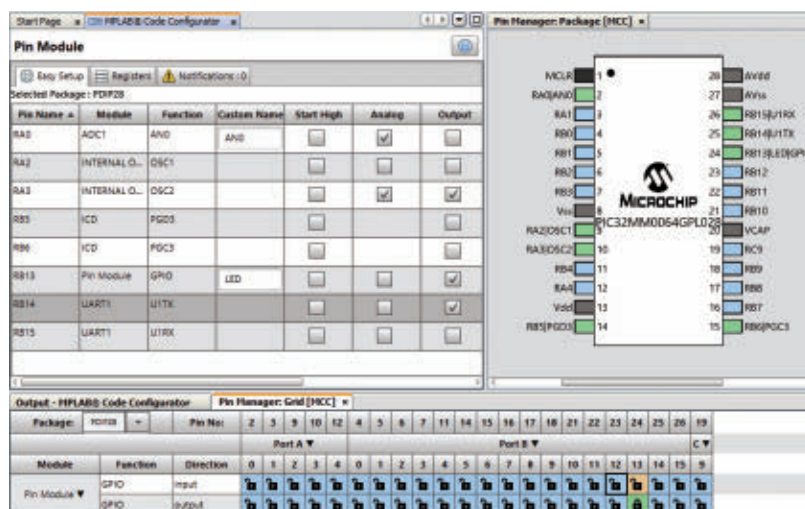 Start Page MPLAB® Code Configurator Pin Manager: Package [MCC]
Pin Module
Easy Setup Registers Notifications : 0
Selected Package : PDIP28
Pin Name Module Function Custom Name Start High Analog Output
RA0 ADC1 AN0 AN0
RA2 INTERNAL O... OSC1
RA3 INTERNAL O... OSC2
RB5 ICD PGD3
RB6 ICD PGC3
RB13 Pin Module GPIO LED
RB14 UART1 U1TX
RB15 UART1 U1RX
MCLR 1 28 AVdd
RA0|AN0 2 27 AVss
RA1 3 26 RB15|U1RX
RB0 4 25 RB14|U1TX
RB1 5 24 RB13|LED|GPI
RB2 6 23 RB12
RB3 7 22 RB11
Vss 8 21 RB10
MICROCHIP
PIC32MM0064GPL028
RA2|OSC1 9 20 VCAP
RA3|OSC2 10 19 RC9
RB4 11 18 RB9
RA4 12 17 RB8
Vdd 13 16 RB7
RB5|PGD3 14 15 RB6|PGC3
Output - MPLAB® Code Configurator Pin Manager: Grid [MCC]
Package: PDIP28 Pin No: 2 3 9 10 12 4 5 6 7 11 14 15 16 17 18 21 22 23 24 25 26 19
Port A Port B C
Module Function Direction 0 1 2 3 4 0 1 2 3 4 5 6 7 8 9 10 11 12 13 14 15 9
Pin Module GPIO input
GPIO output